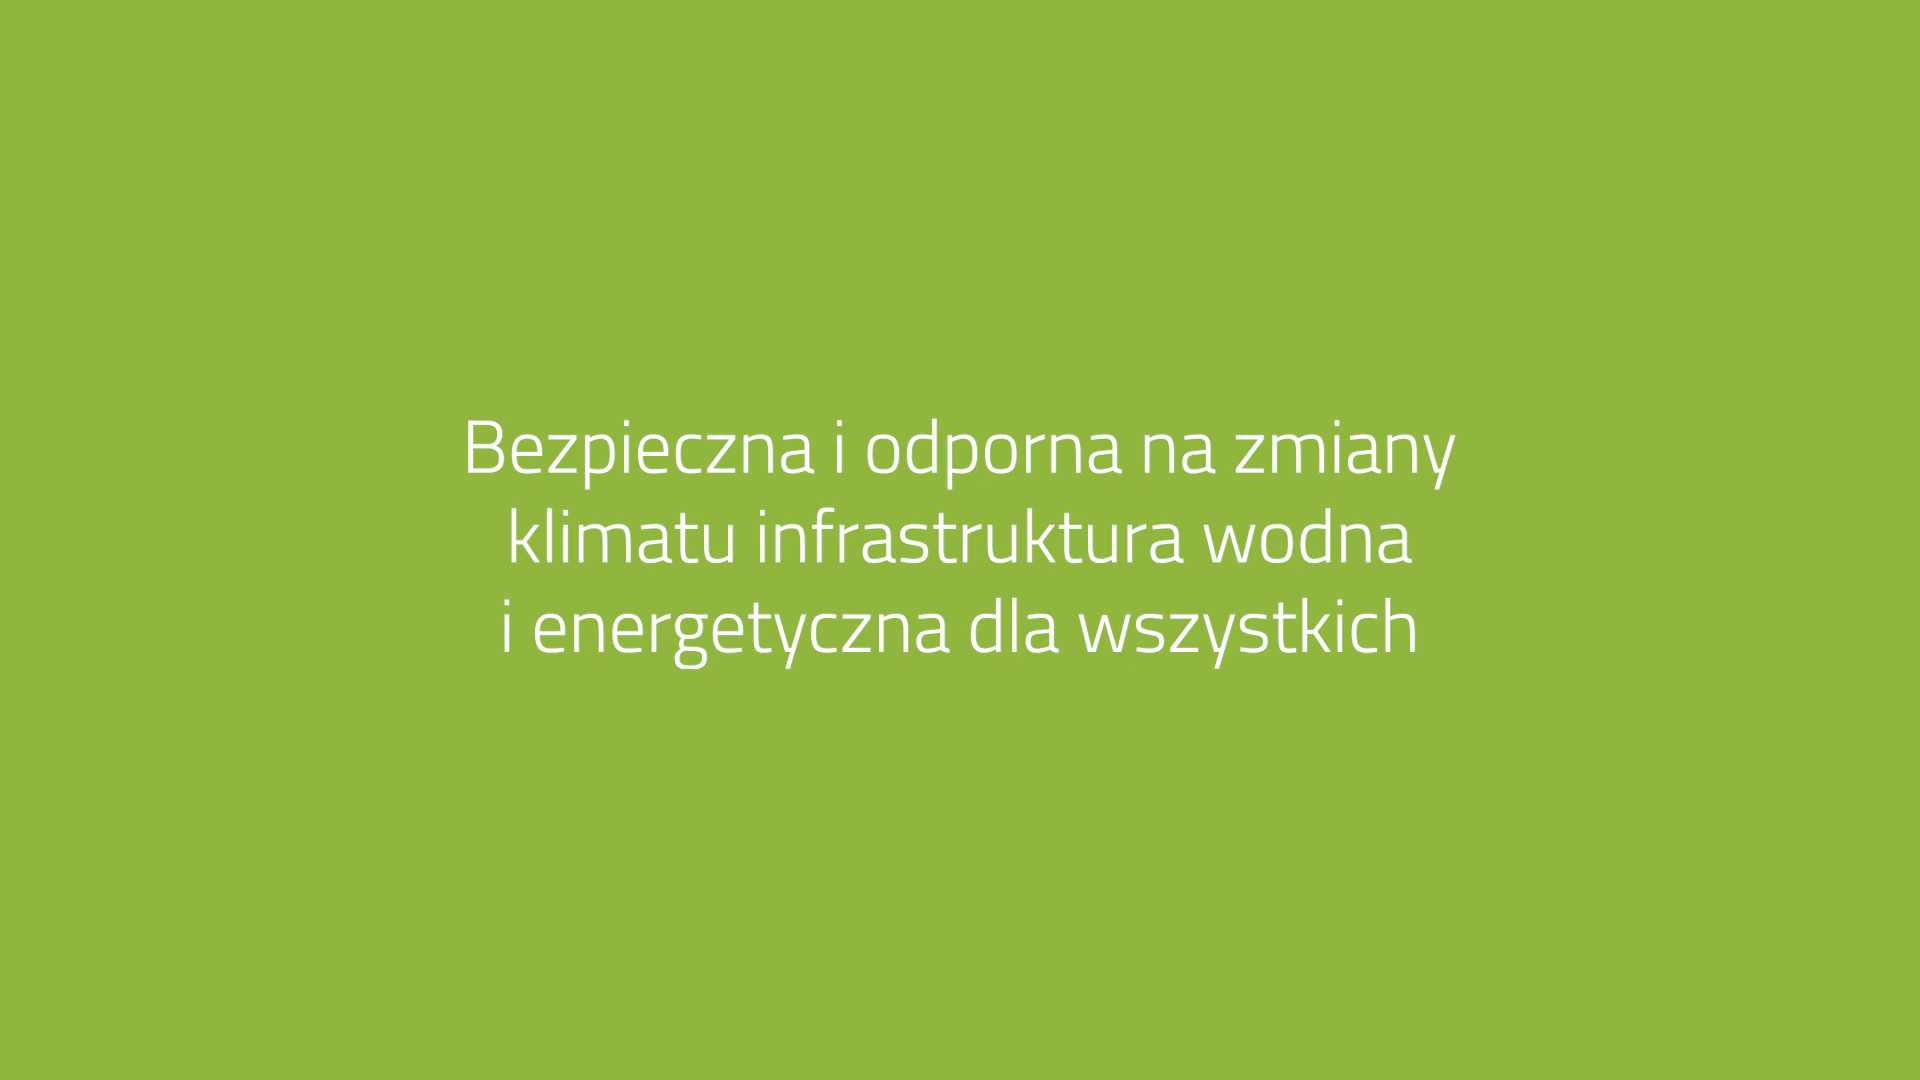 Bezpieczna i odporna na zmiany
klimatu infrastruktura wodna
i energetyczna dla wszystkich